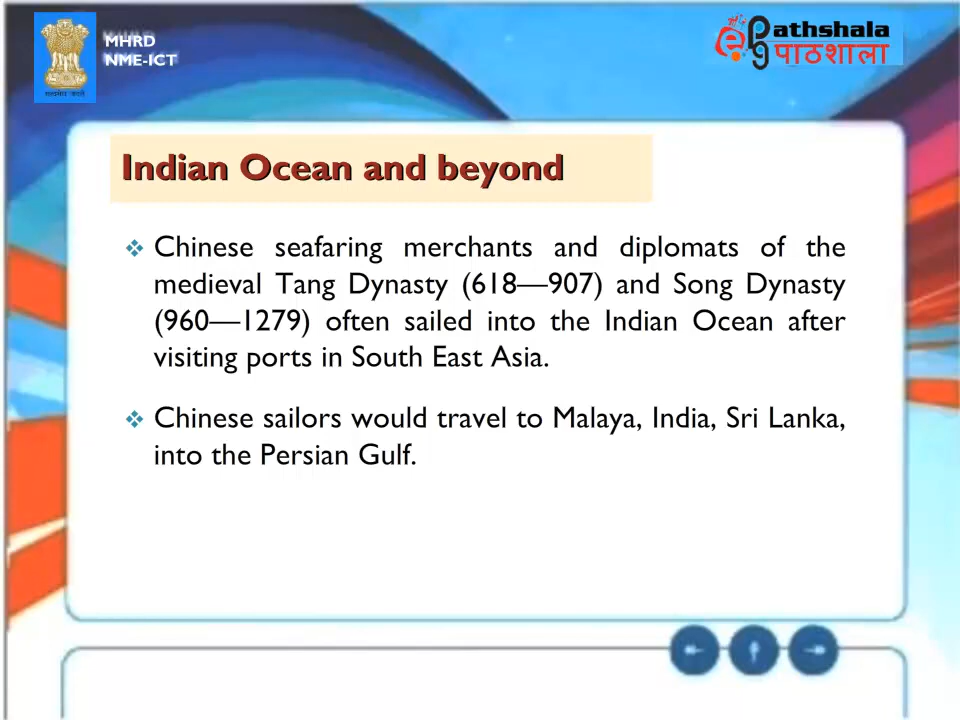 MHRD
NME-ICT
Pathshala
पाठशाला
Indian Ocean and beyond
Chinese seafaring merchants and diplomats of the
medieval Tang Dynasty (618—907) and Song Dynasty
(960—1279) often sailed into the Indian Ocean after
visiting ports in South East Asia.
Chinese sailors would travel to Malaya, India, Sri Lanka,
into the Persian Gulf.